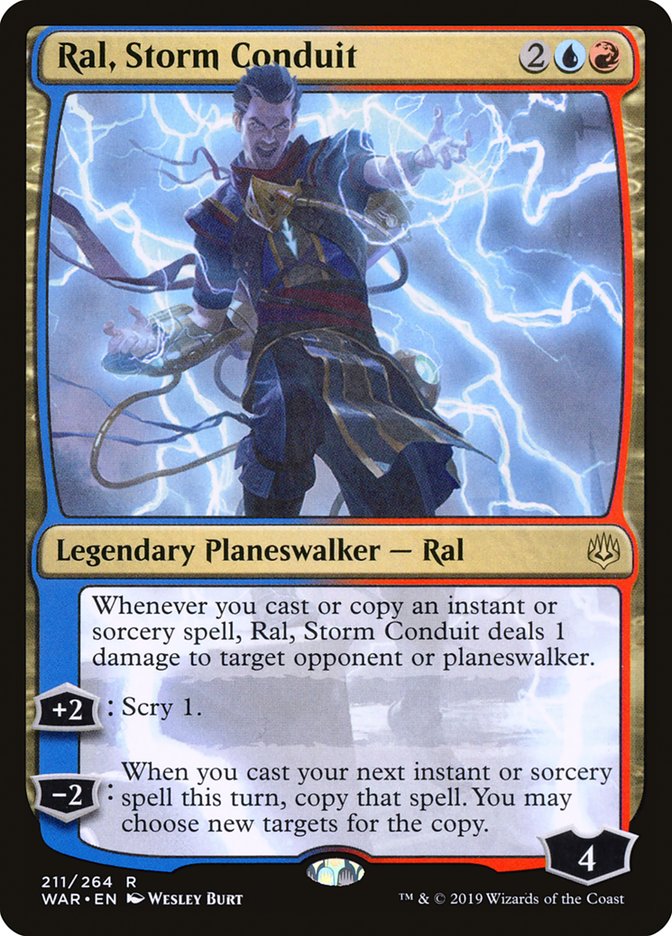 Ral, Storm Conduit 2
Legendary Planeswalker — Ral
Whenever you cast or copy an instant or
sorcery spell, Ral, Storm Conduit deals 1
damage to target opponent or planeswalker.
+2 : Scry 1.
When you cast your next instant or sorcery
−2 : spell this turn, copy that spell. You may
choose new targets for the copy.
4
211/264 R
WAR • EN Wesley Burt
™ & © 2019 Wizards of the Coast